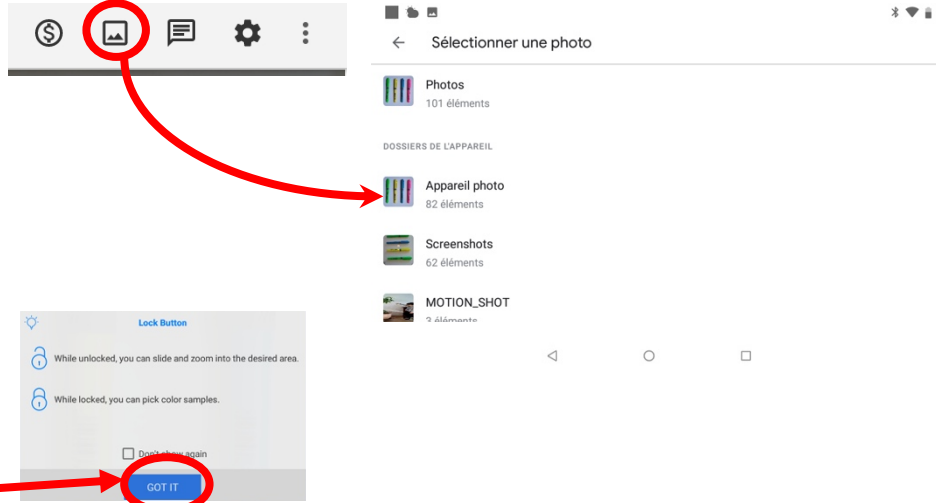 Sélectionner une photo
Photos
101 éléments
DOSSIERS DE L'APPAREIL
Appareil photo
82 éléments
Screenshots
62 éléments
MOTION_SHOT
3 éléments
Lock Button
While unlocked, you can slide and zoom into the desired area.
While locked, you can pick color samples.
Don't show again
GOT IT